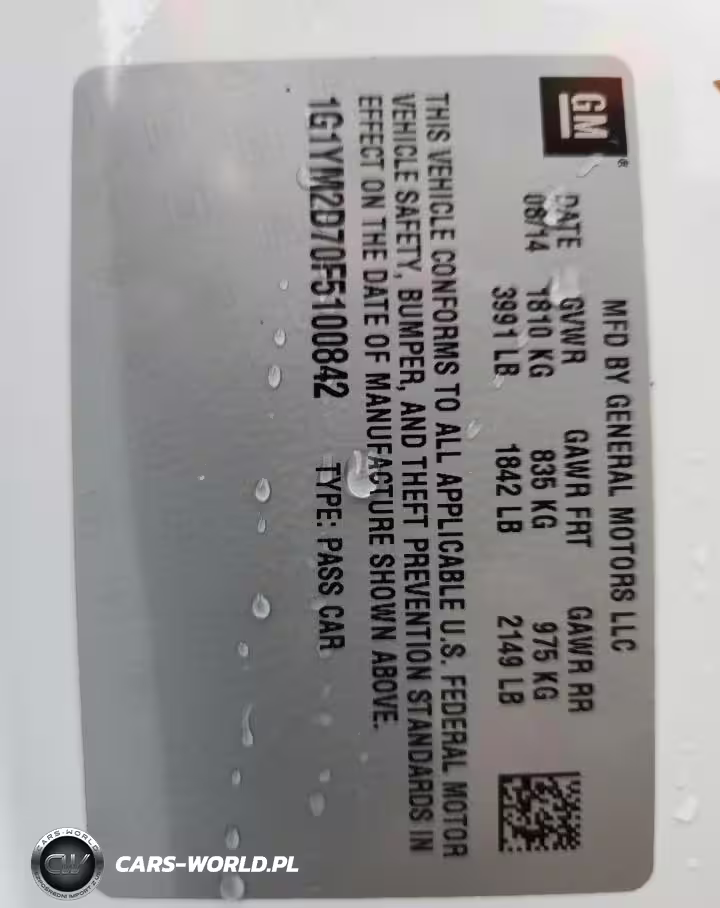 GM®
MFD BY GENERAL MOTORS LLC
DATE GVWR GAWR FRT GAWR RR
08/14 1810 KG 835 KG 975 KG
3991 LB 1842 LB 2149 LB
THIS VEHICLE CONFORMS TO ALL APPLICABLE U.S. FEDERAL MOTOR
VEHICLE SAFETY, BUMPER, AND THEFT PREVENTION STANDARDS IN
EFFECT ON THE DATE OF MANUFACTURE SHOWN ABOVE.
1G1YM2D70F5100842 TYPE: PASS CAR
CARS-WORLD
CW
CARS-WORLD.PL